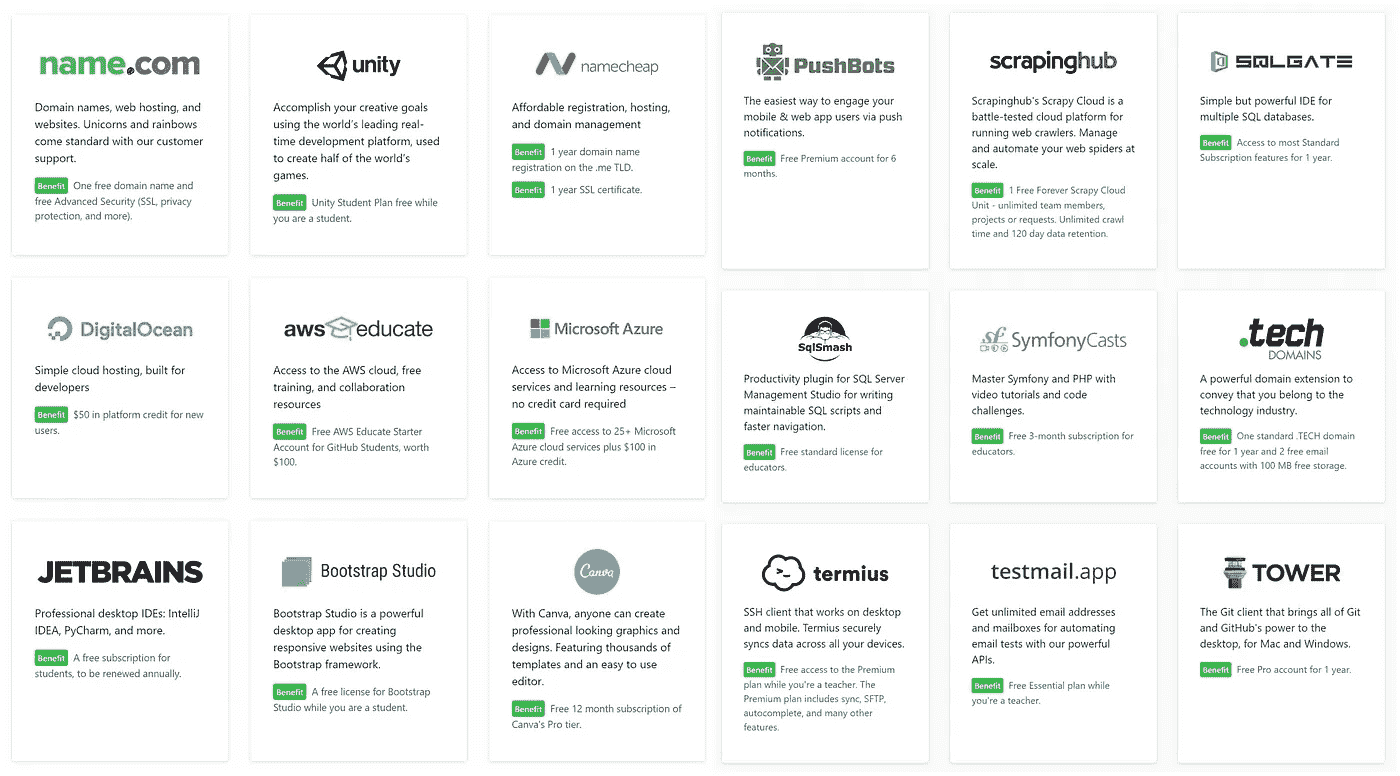 name.com
Domain names, web hosting, and
websites. Unicorns and rainbows
come standard with our customer
support.
Benefit One free domain name and
free Advanced Security (SSL, privacy
protection, and more).
unity
Accomplish your creative goals
using the world's leading real-
time development platform, used
to create half of the world's
games.
Benefit Unity Student Plan free while
you are a student.
namecheap
Affordable registration, hosting,
and domain management
Benefit 1 year domain name
registration on the .me TLD.
Benefit 1 year SSL certificate.
PushBots
The easiest way to engage your
mobile & web app users via push
notifications.
Benefit Free Premium account for 6
months.
scrapinghub
Scrapinghub's Scrapy Cloud is a
battle-tested cloud platform for
running web crawlers. Manage
and automate your web spiders at
scale.
Benefit 1 Free Forever Scrapy Cloud
Unit - unlimited team members,
projects or requests. Unlimited crawl
time and 120 day data retention.
SQLGATE
Simple but powerful IDE for
multiple SQL databases.
Benefit Access to most Standard
Subscription features for 1 year.
DigitalOcean
Simple cloud hosting, built for
developers
Benefit $50 in platform credit for new
users.
aws educate
Access to the AWS cloud, free
training, and collaboration
resources
Benefit Free AWS Educate Starter
Account for GitHub Students, worth
$100.
Microsoft Azure
Access to Microsoft Azure cloud
services and learning resources –
no credit card required
Benefit Free access to 25+ Microsoft
Azure cloud services plus $100 in
Azure credit.
SqlSmash
Productivity plugin for SQL Server
Management Studio for writing
maintainable SQL scripts and
faster navigation.
Benefit Free standard license for
educators.
sf SymfonyCasts
Master Symfony and PHP with
video tutorials and code
challenges.
Benefit Free 3-month subscription for
educators.
.tech
DOMAINS
A powerful domain extension to
convey that you belong to the
technology industry.
Benefit One standard .TECH domain
free for 1 year and 2 free email
accounts with 100 MB free storage.
JETBRAINS
Professional desktop IDEs: IntelliJ
IDEA, PyCharm, and more.
Benefit A free subscription for
students, to be renewed annually.
Bootstrap Studio
Bootstrap Studio is a powerful
desktop app for creating
responsive websites using the
Bootstrap framework.
Benefit A free license for Bootstrap
Studio while you are a student.
Canva
With Canva, anyone can create
professional looking graphics and
designs. Featuring thousands of
templates and an easy to use
editor.
Benefit Free 12 month subscription of
Canva's Pro tier.
termius
SSH client that works on desktop
and mobile. Termius securely
syncs data across all your devices.
Benefit Free access to the Premium
plan while you're a teacher. The
Premium plan includes sync, SFTP,
autocomplete, and many other
features.
testmail.app
Get unlimited email addresses
and mailboxes for automating
email tests with our powerful
APIs.
Benefit Free Essential plan while
you're a teacher.
TOWER
The Git client that brings all of Git
and GitHub's power to the
desktop, for Mac and Windows.
Benefit Free Pro account for 1 year.